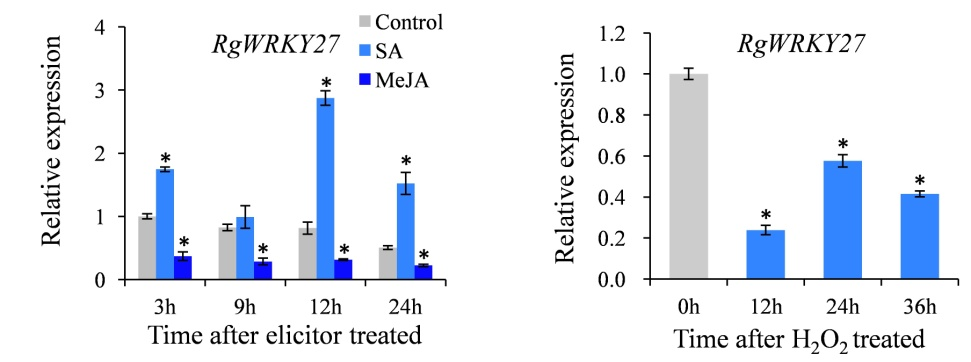 RgWRKY27
Control
SA
MeJA
Relative expression
4
3
2
1
0
*
*
*
*
*
*
*
3h
9h
12h
24h
Time after elicitor treated
RgWRKY27
Relative expression
1.2
1.0
0.8
0.6
0.4
0.2
0.0
*
*
*
0h
12h
24h
36h
Time after H₂O₂ treated